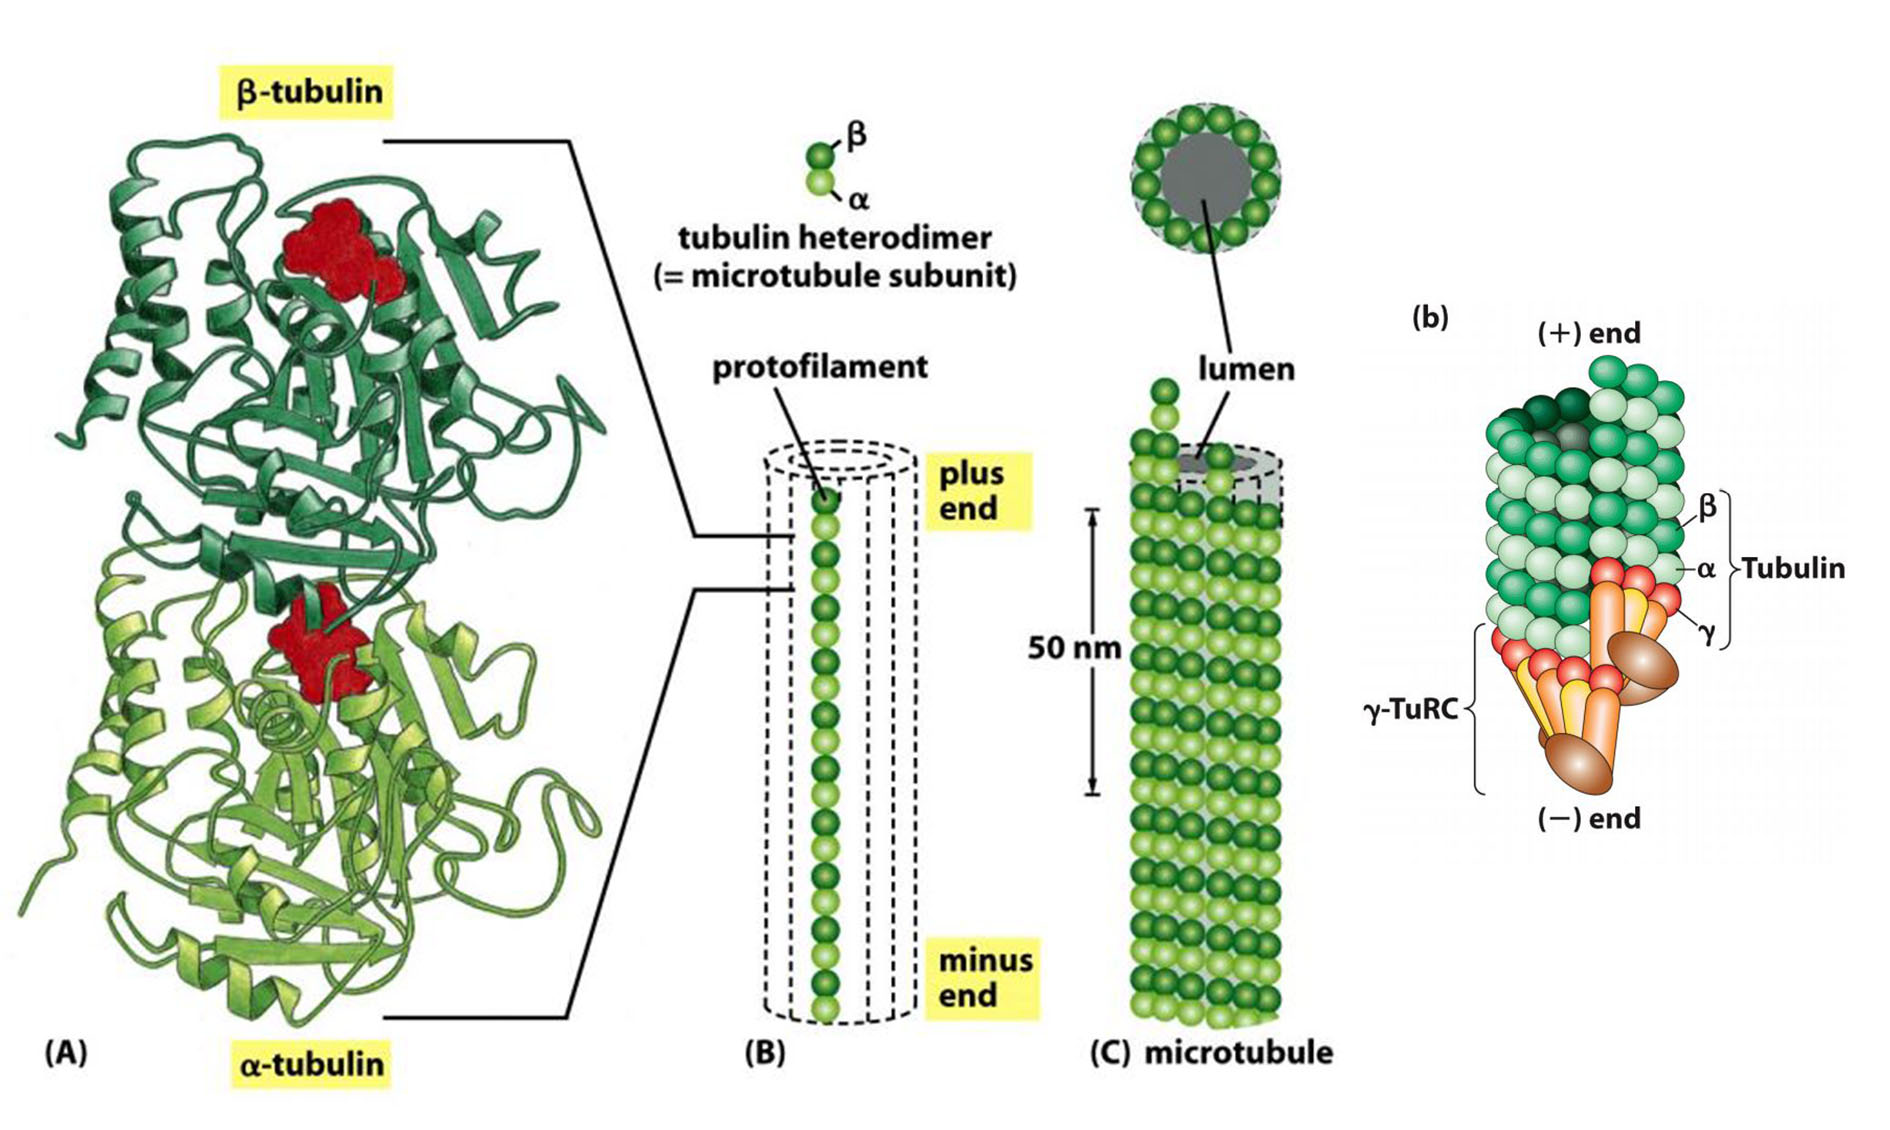 β-tubulin
β
α
tubulin heterodimer
(= microtubule subunit)
protofilament
lumen
plus
end
50 nm
minus
end
(A)
α-tubulin
(B)
(C) microtubule
(b)
(+) end
β
α
Tubulin
γ
γ-TuRC
(−) end